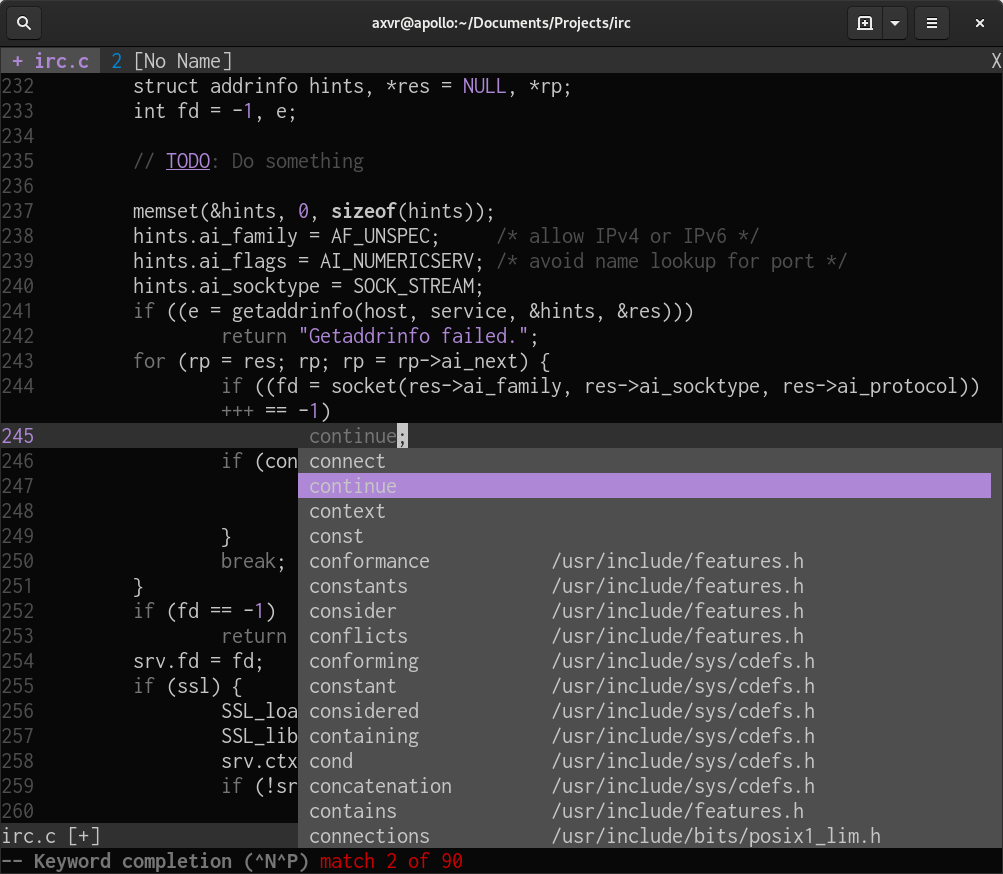 axvr@apollo:~/Documents/Projects/irc
+ irc.c  2 [No Name] X
232 struct addrinfo hints, *res = NULL, *rp;
233 int fd = -1, e;
234
235 // TODO: Do something
236
237 memset(&hints, 0, sizeof(hints));
238 hints.ai_family = AF_UNSPEC; /* allow IPv4 or IPv6 */
239 hints.ai_flags = AI_NUMERICSERV; /* avoid name lookup for port */
240 hints.ai_socktype = SOCK_STREAM;
241 if ((e = getaddrinfo(host, service, &hints, &res)))
242 return "Getaddrinfo failed.";
243 for (rp = res; rp; rp = rp->ai_next) {
244 if ((fd = socket(res->ai_family, res->ai_socktype, res->ai_protocol))
+++ == -1)
245 continue;
246 if (con connect
247 continue
248 context
249 } const
250 break; conformance /usr/include/features.h
251 } constants /usr/include/features.h
252 if (fd == -1) consider /usr/include/features.h
253 return conflicts /usr/include/features.h
254 srv.fd = fd; conforming /usr/include/sys/cdefs.h
255 if (ssl) { constant /usr/include/sys/cdefs.h
256 SSL_loa considered /usr/include/sys/cdefs.h
257 SSL_lib containing /usr/include/sys/cdefs.h
258 srv.ctx cond /usr/include/sys/cdefs.h
259 if (!sr concatenation /usr/include/sys/cdefs.h
260 contains /usr/include/features.h
irc.c [+] connections /usr/include/bits/posix1_lim.h
-- Keyword completion (^N^P) match 2 of 90